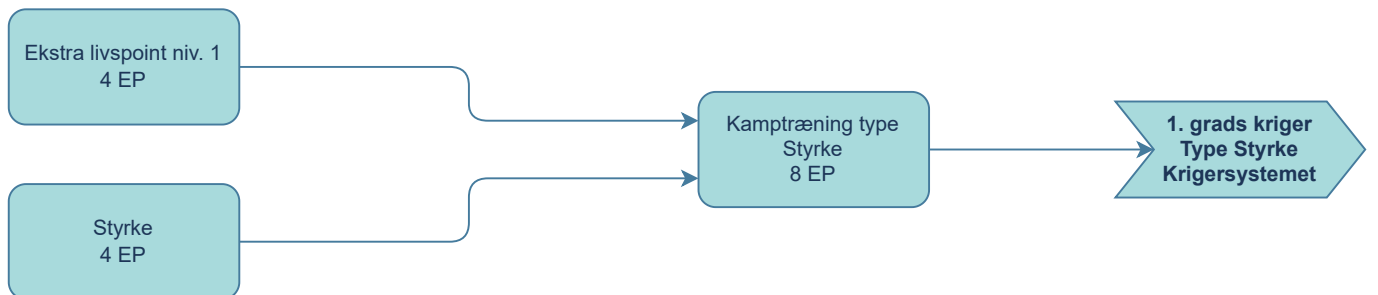 Ekstra livspoint niv. 1
4 EP
Styrke
4 EP
Kamptræning type
Styrke
8 EP
1. grads kriger
Type Styrke
Krigersystemet